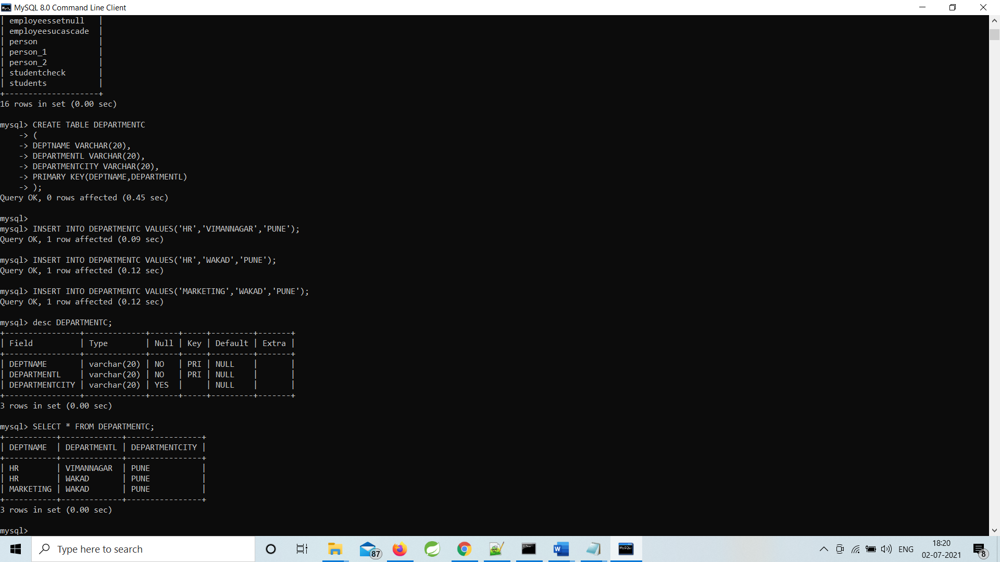 MySQL 8.0 Command Line Client
| employeessetnull   |
| employeesucascade  |
| person             |
| person_1           |
| person_2           |
| studentcheck       |
| students           |
+--------------------+
16 rows in set (0.00 sec)
mysql> CREATE TABLE DEPARTMENTC
    -> (
    -> DEPTNAME VARCHAR(20),
    -> DEPARTMENTL VARCHAR(20),
    -> DEPARTMENTCITY VARCHAR(20),
    -> PRIMARY KEY(DEPTNAME,DEPARTMENTL)
    -> );
Query OK, 0 rows affected (0.45 sec)
mysql>
mysql> INSERT INTO DEPARTMENTC VALUES('HR','VIMANNAGAR','PUNE');
Query OK, 1 row affected (0.09 sec)
mysql> INSERT INTO DEPARTMENTC VALUES('HR','WAKAD','PUNE');
Query OK, 1 row affected (0.12 sec)
mysql> INSERT INTO DEPARTMENTC VALUES('MARKETING','WAKAD','PUNE');
Query OK, 1 row affected (0.12 sec)
mysql> desc DEPARTMENTC;
+----------------+-------------+------+-----+---------+-------+
| Field          | Type        | Null | Key | Default | Extra |
+----------------+-------------+------+-----+---------+-------+
| DEPTNAME       | varchar(20) | NO   | PRI | NULL    |       |
| DEPARTMENTL    | varchar(20) | NO   | PRI | NULL    |       |
| DEPARTMENTCITY | varchar(20) | YES  |     | NULL    |       |
+----------------+-------------+------+-----+---------+-------+
3 rows in set (0.00 sec)
mysql> SELECT * FROM DEPARTMENTC;
+-----------+-------------+----------------+
| DEPTNAME  | DEPARTMENTL | DEPARTMENTCITY |
+-----------+-------------+----------------+
| HR        | VIMANNAGAR  | PUNE           |
| HR        | WAKAD       | PUNE           |
| MARKETING | WAKAD       | PUNE           |
+-----------+-------------+----------------+
3 rows in set (0.00 sec)
mysql>
Type here to search
87
W
MySQL
ENG
18:20
02-07-2021
8